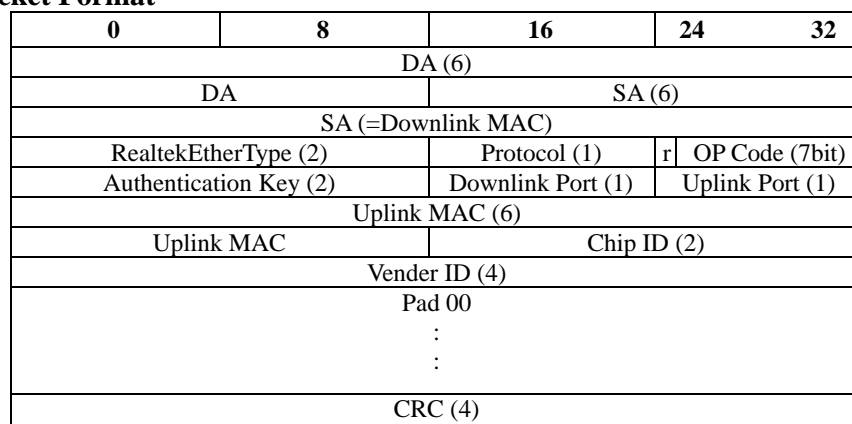 cket Format
0 8 16 24 32
DA (6)
DA SA (6)
SA (=Downlink MAC)
RealtekEtherType (2) Protocol (1) r OP Code (7bit)
Authentication Key (2) Downlink Port (1) Uplink Port (1)
Uplink MAC (6)
Uplink MAC Chip ID (2)
Vender ID (4)
Pad 00
:
:
CRC (4)